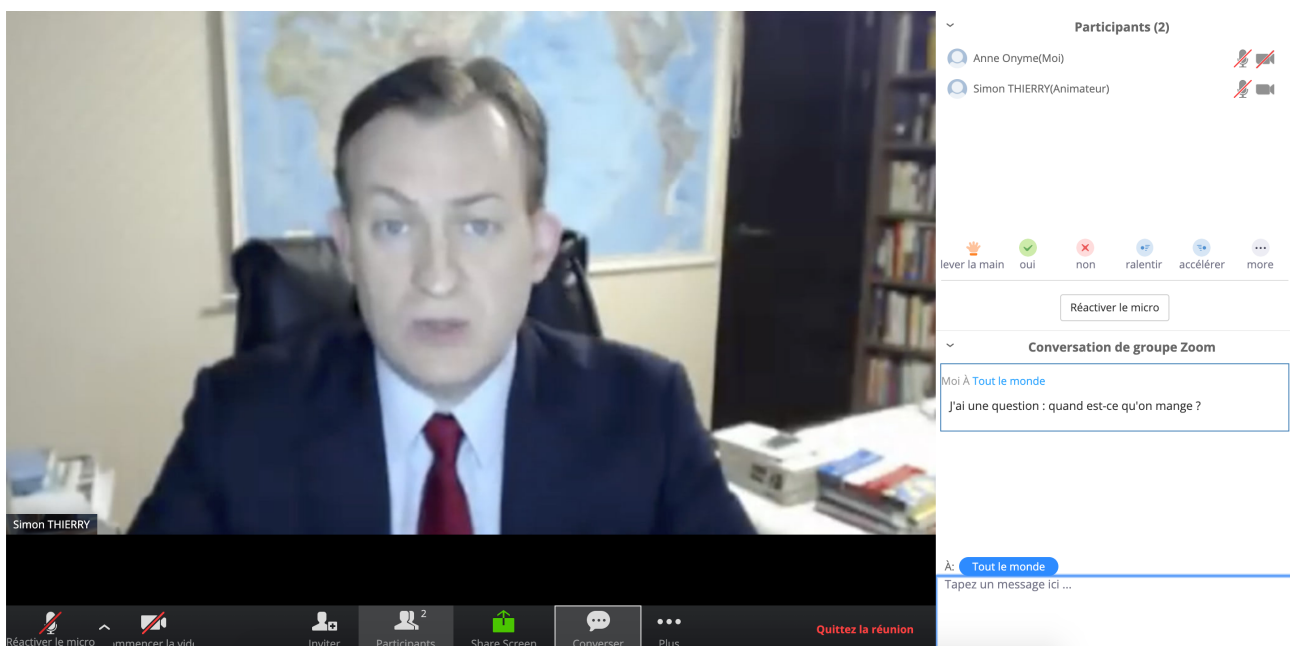 Participants (2)
Anne Onyme(Moi)
Simon THIERRY(Animateur)
lever la main
oui
non
ralentir
accélérer
more
Réactiver le micro
Conversation de groupe Zoom
Moi À Tout le monde
J'ai une question : quand est-ce qu'on mange ?
À: Tout le monde
Tapez un message ici ...
Simon THIERRY
Réactiver le micro
mmencer la vid
Inviter
2
Participants
Share Screen
Converser
Plus
Quittez la réunion